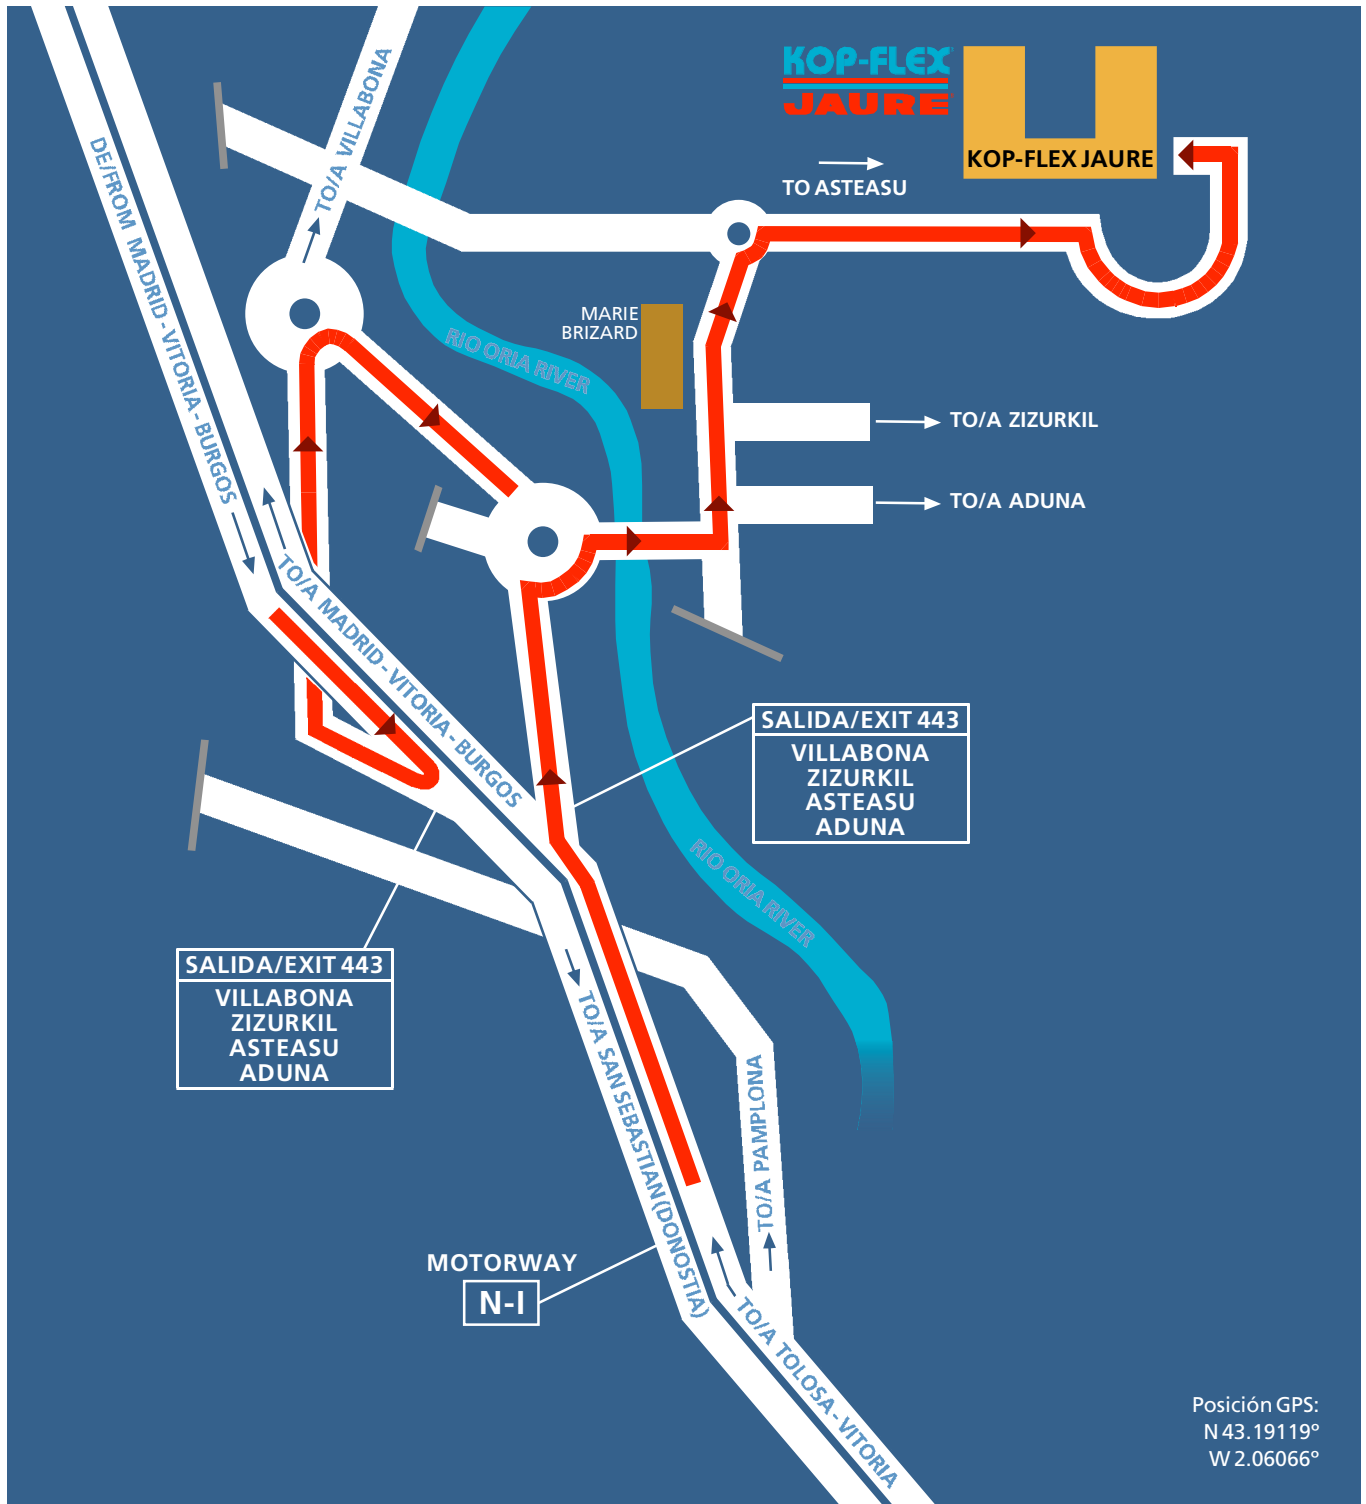 KOP-FLEX
JAURE
KOP-FLEX JAURE
TO ASTEASU
TO/A VILLABONA
DE/FROM MADRID-VITORIA-BURGOS
MARIE
BRIZARD
RIO ORIA RIVER
TO/A ZIZURKIL
TO/A ADUNA
TO/A MADRID-VITORIA-BURGOS
SALIDA/EXIT 443
VILLABONA
ZIZURKIL
ASTEASU
ADUNA
RIO ORIA RIVER
SALIDA/EXIT 443
VILLABONA
ZIZURKIL
ASTEASU
ADUNA
TO/A SAN SEBASTIAN (DONOSTIA)
TO/A PAMPLONA
MOTORWAY
N-I
TO/A TOLOSA-VITORIA
Posición GPS:
N 43.19119º
W 2.06066º